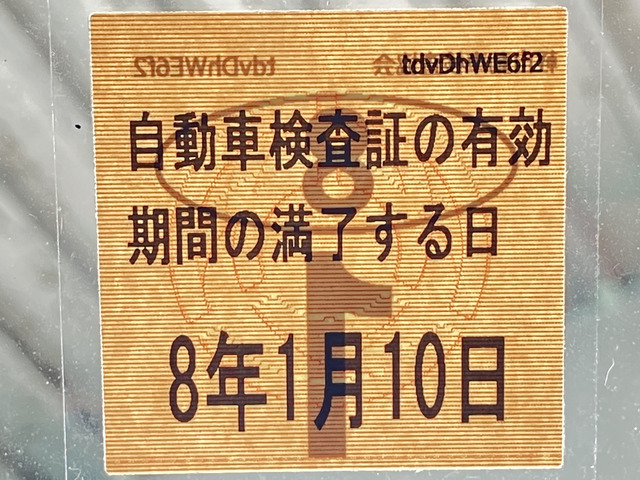 tdvDhWE6f2
自動車検査証の有効
期間の満了する日
8年1月10日